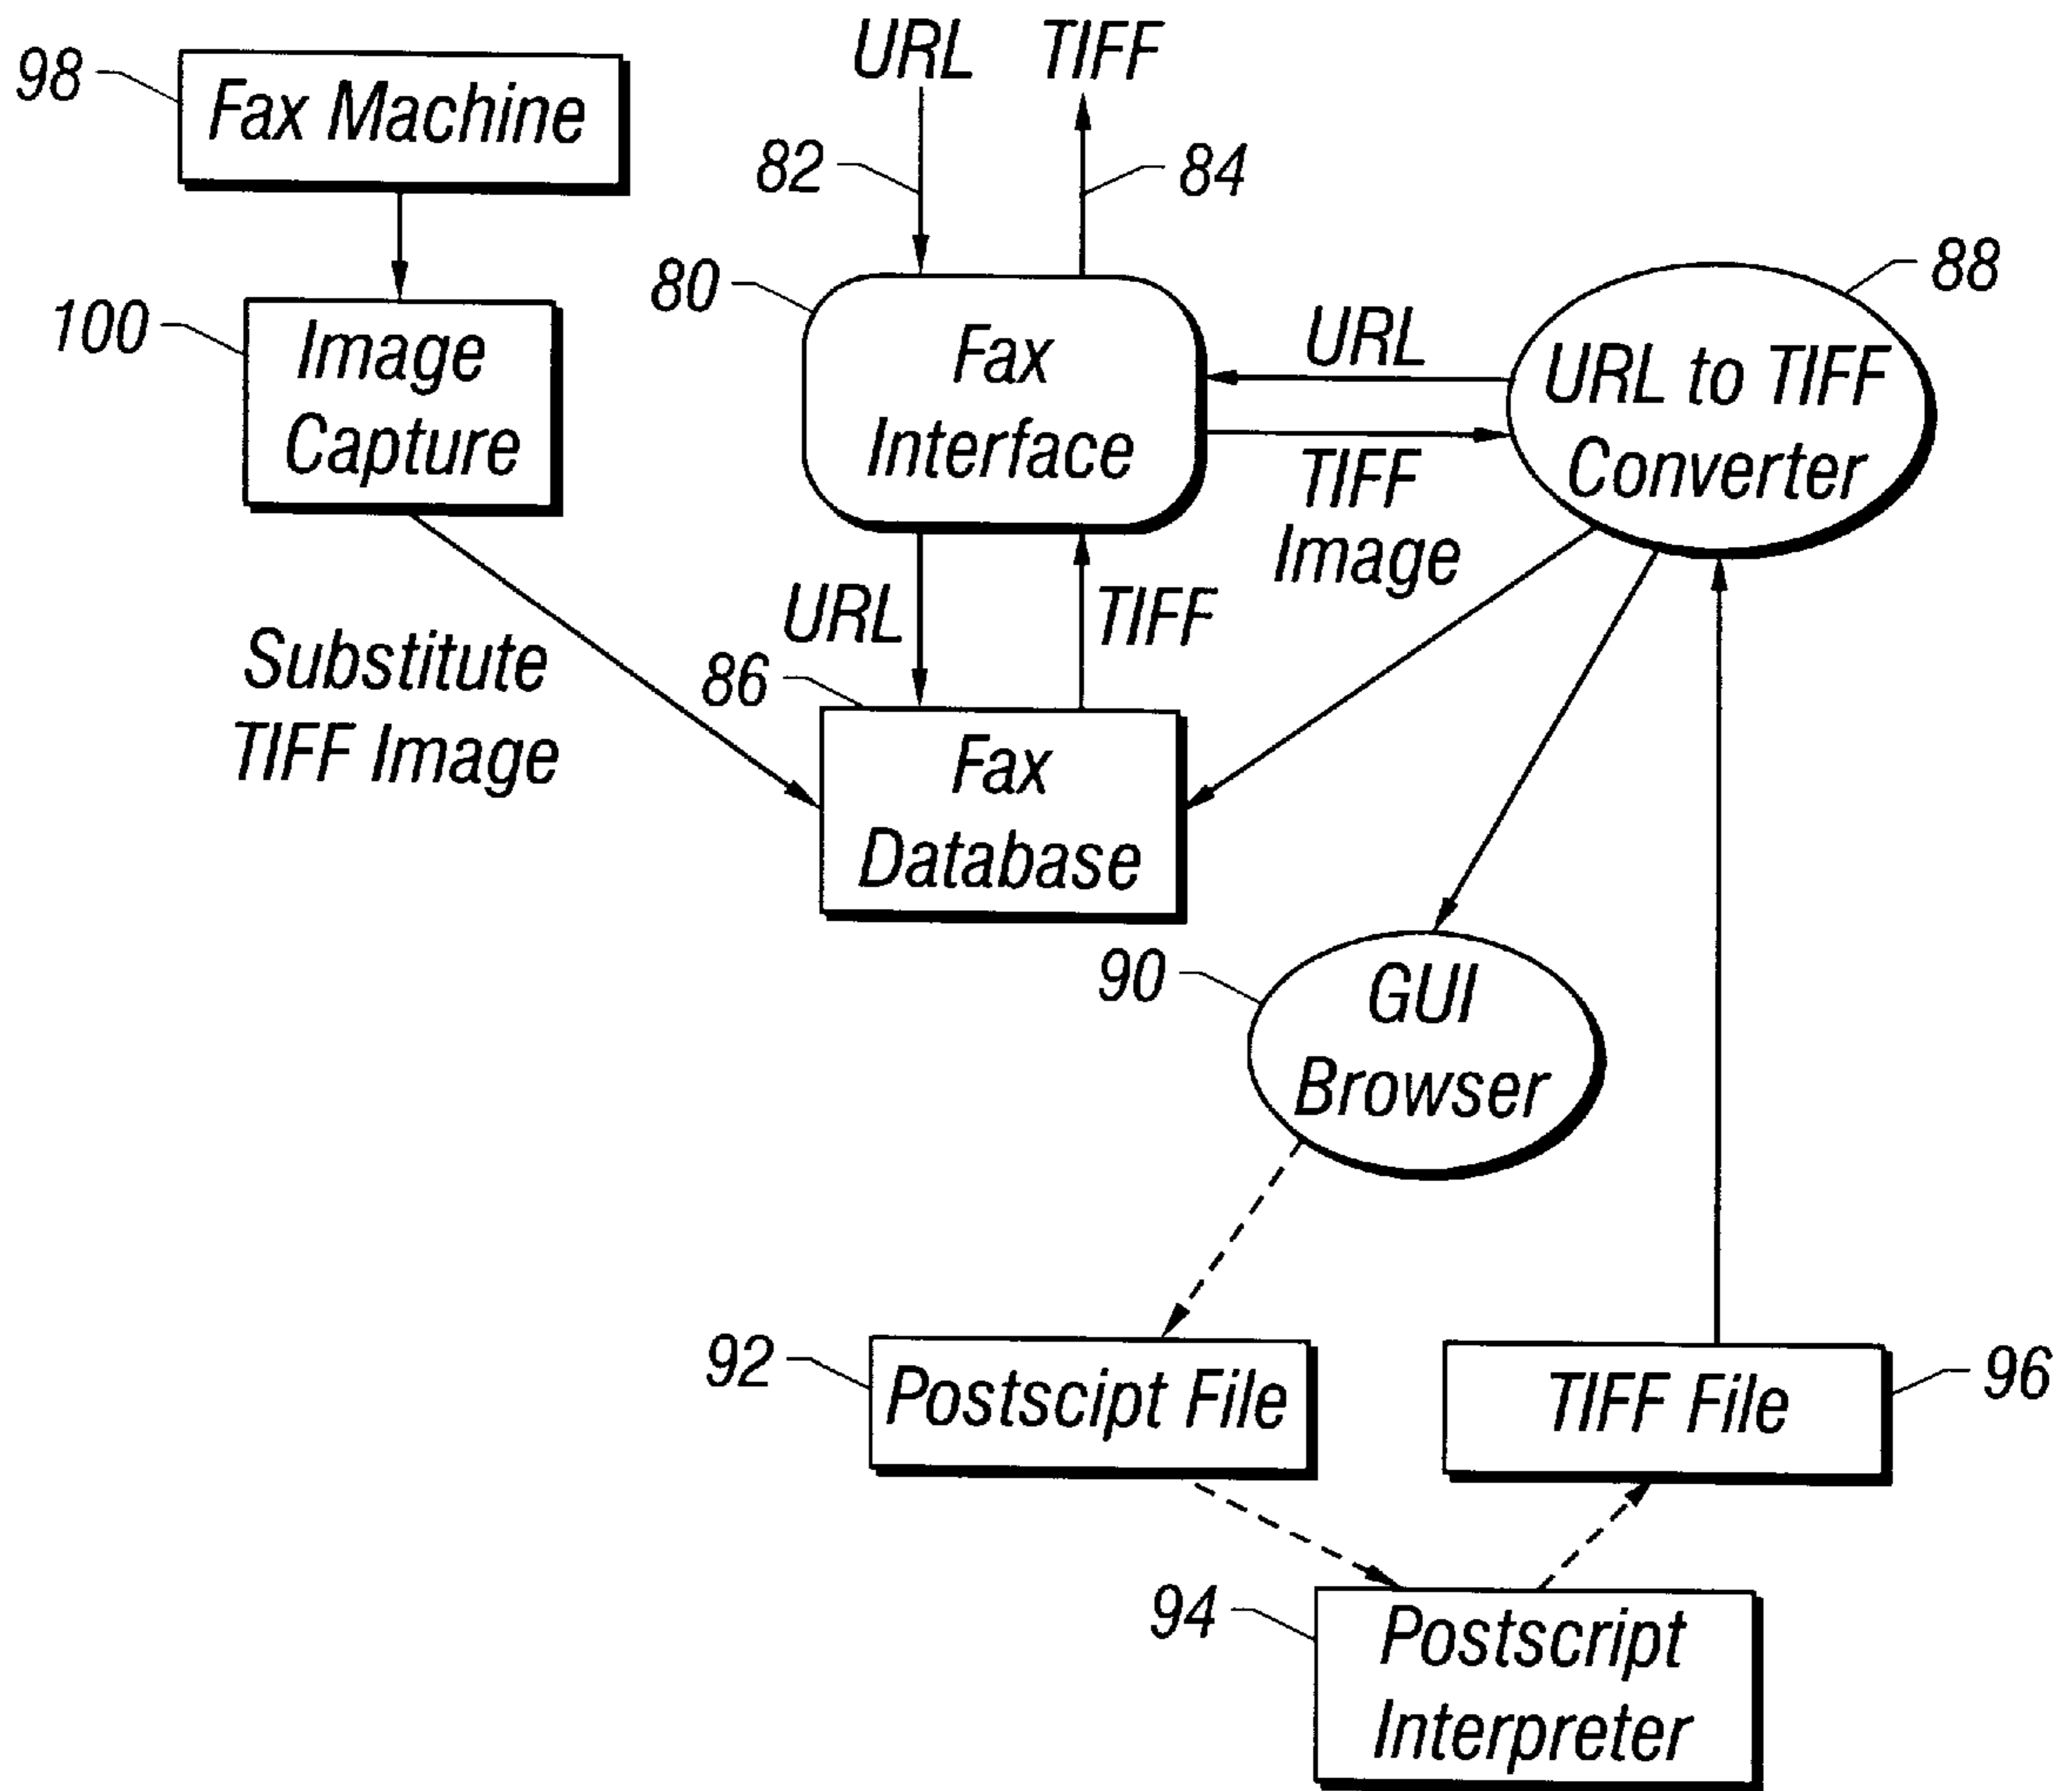 URL
TIFF
98
Fax Machine
82
84
80
88
100
Image
Capture
Fax
Interface
URL
TIFF
Image
URL to TIFF
Converter
URL
TIFF
Substitute
TIFF Image
86
Fax
Database
90
GUI
Browser
92
Postscipt File
TIFF File
96
94
Postscript
Interpreter